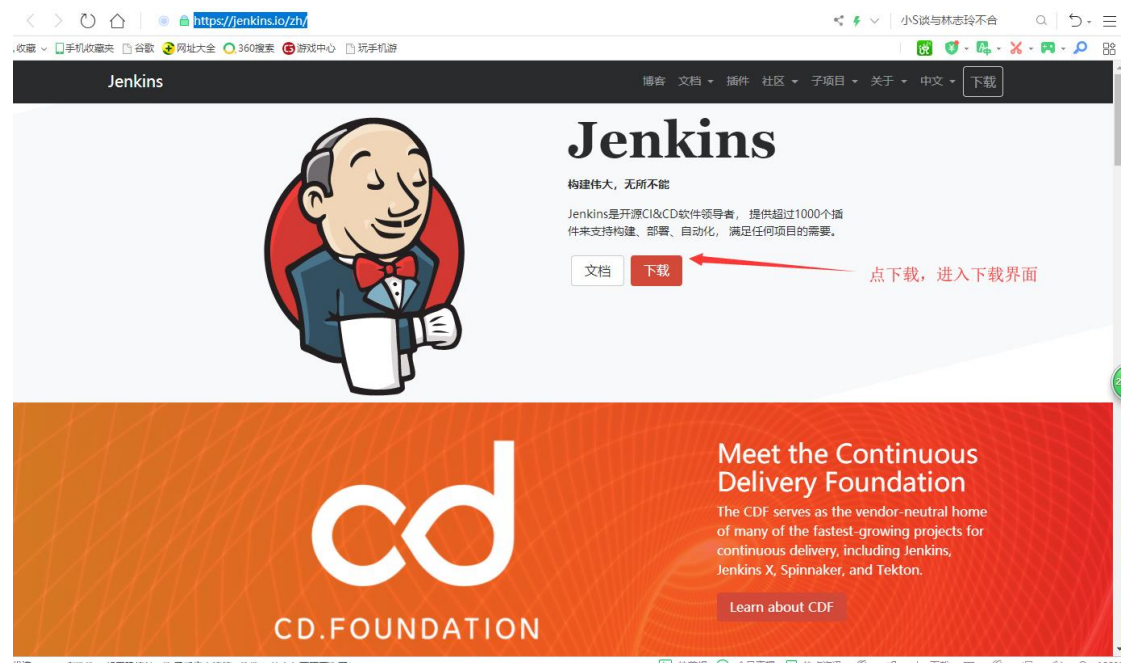 https://jenkins.io/zh/
小S谈与林志玲不合
收藏 手机收藏夹 谷歌 网址大全 360搜索 游戏中心 玩手机游
Jenkins
博客 文档 插件 社区 子项目 关于 中文 下载
Jenkins
构建伟大，无所不能
Jenkins是开源CI&CD软件领导者， 提供超过1000个插
件来支持构建、部署、自动化， 满足任何项目的需要。
文档 下载
点下载，进入下载界面
Meet the Continuous
Delivery Foundation
The CDF serves as the vendor-neutral home
of many of the fastest-growing projects for
continuous delivery, including Jenkins,
Jenkins X, Spinnaker, and Tekton.
Learn about CDF
cd
CD.FOUNDATION